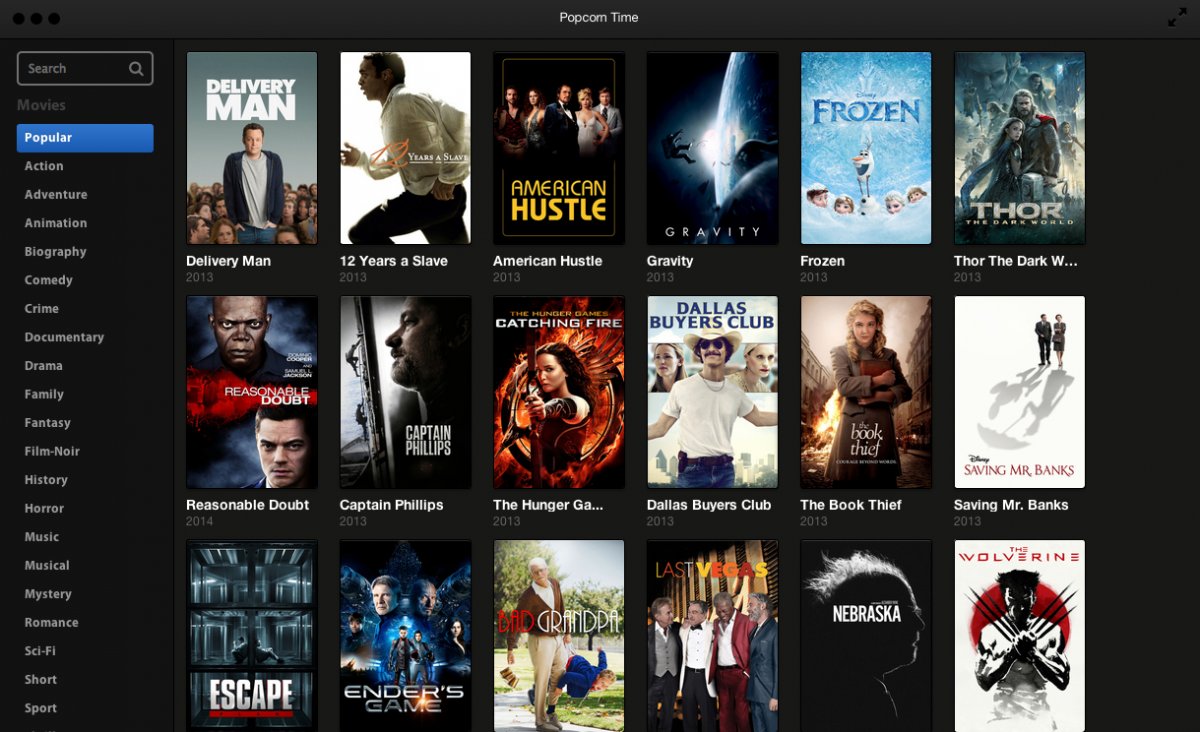 Popcorn Time
Search
Movies
Popular
Action
Adventure
Animation
Biography
Comedy
Crime
Documentary
Drama
Family
Fantasy
Film-Noir
History
Horror
Music
Musical
Mystery
Romance
Sci-Fi
Short
Sport
DELIVERY
MAN
Delivery Man
2013
12 YEARS A SLAVE
12 Years a Slave
2013
AMERICAN
HUSTLE
American Hustle
2013
GRAVITY
Gravity
2013
Disney
FROZEN
Frozen
2013
THOR
THE DARK WORLD
Thor The Dark W...
2013
DOMINIC
COOPER
AND
SAMUEL L.
JACKSON
REASONABLE
DOUBT
Reasonable Doubt
2014
CAPTAIN
PHILLIPS
Captain Phillips
2013
THE HUNGER GAMES
CATCHING FIRE
The Hunger Ga...
2013
DALLAS
BUYERS CLUB
Dallas Buyers Club
2013
the
book
thief
COURAGE BEYOND WORDS.
The Book Thief
2013
Disney
SAVING MR. BANKS
Saving Mr. Banks
2013
ESCAPE
ENDER'S
GAME
BAD GRANDPA
LAST VEGAS
NEBRASKA
THE
WOLVERINE